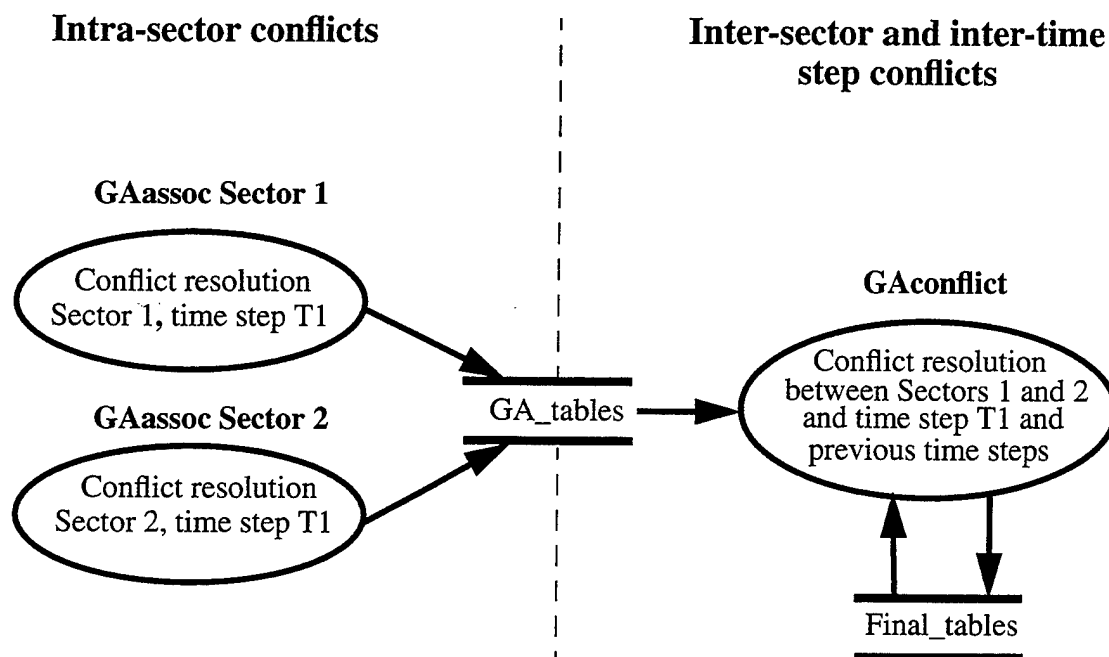 Intra-sector conflicts
Inter-sector and inter-time
step conflicts
GAassoc Sector 1
Conflict resolution
Sector 1, time step T1
GAassoc Sector 2
Conflict resolution
Sector 2, time step T1
GA_tables
GAconflict
Conflict resolution
between Sectors 1 and 2
and time step T1 and
previous time steps
Final_tables